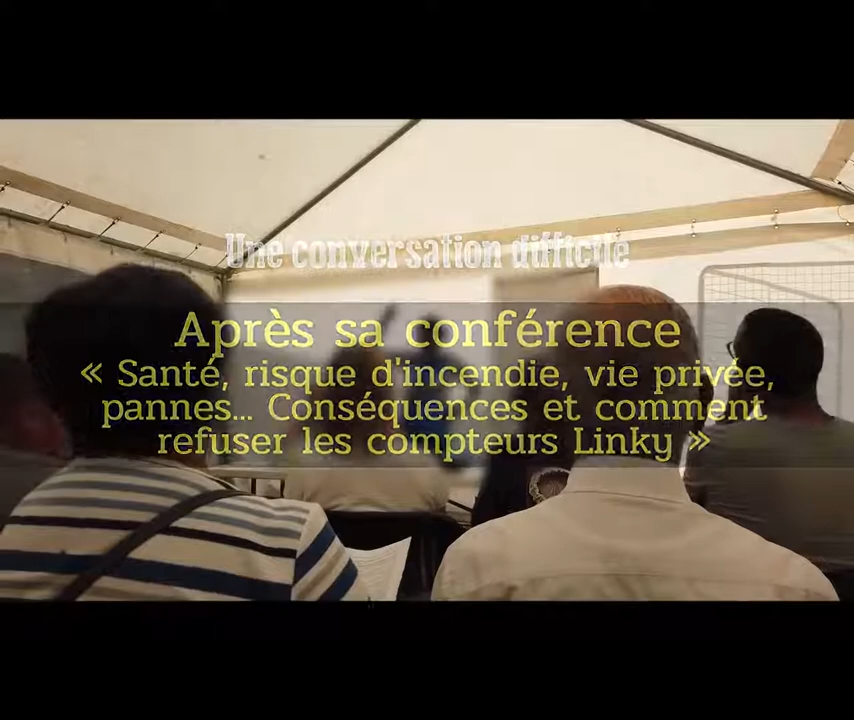 Une conversation difficile
Après sa conférence
« Santé, risque d'incendie, vie privée,
pannes... Conséquences et comment
refuser les compteurs Linky »